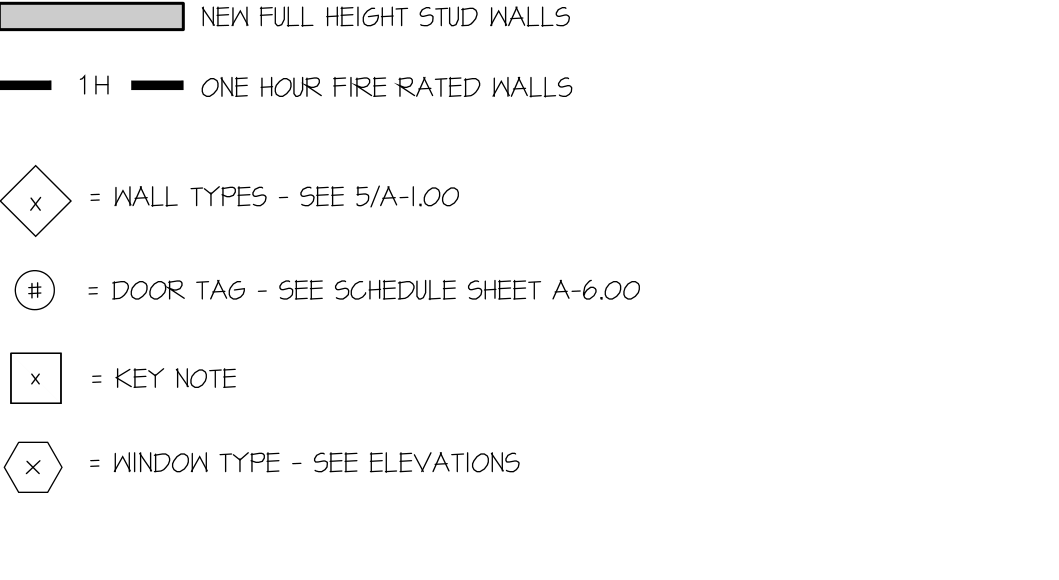 NEW FULL HEIGHT STUD WALLS
1H ONE HOUR FIRE RATED WALLS
X = WALL TYPES - SEE 5/A-1.00
# = DOOR TAG - SEE SCHEDULE SHEET A-6.00
X = KEY NOTE
X = WINDOW TYPE - SEE ELEVATIONS